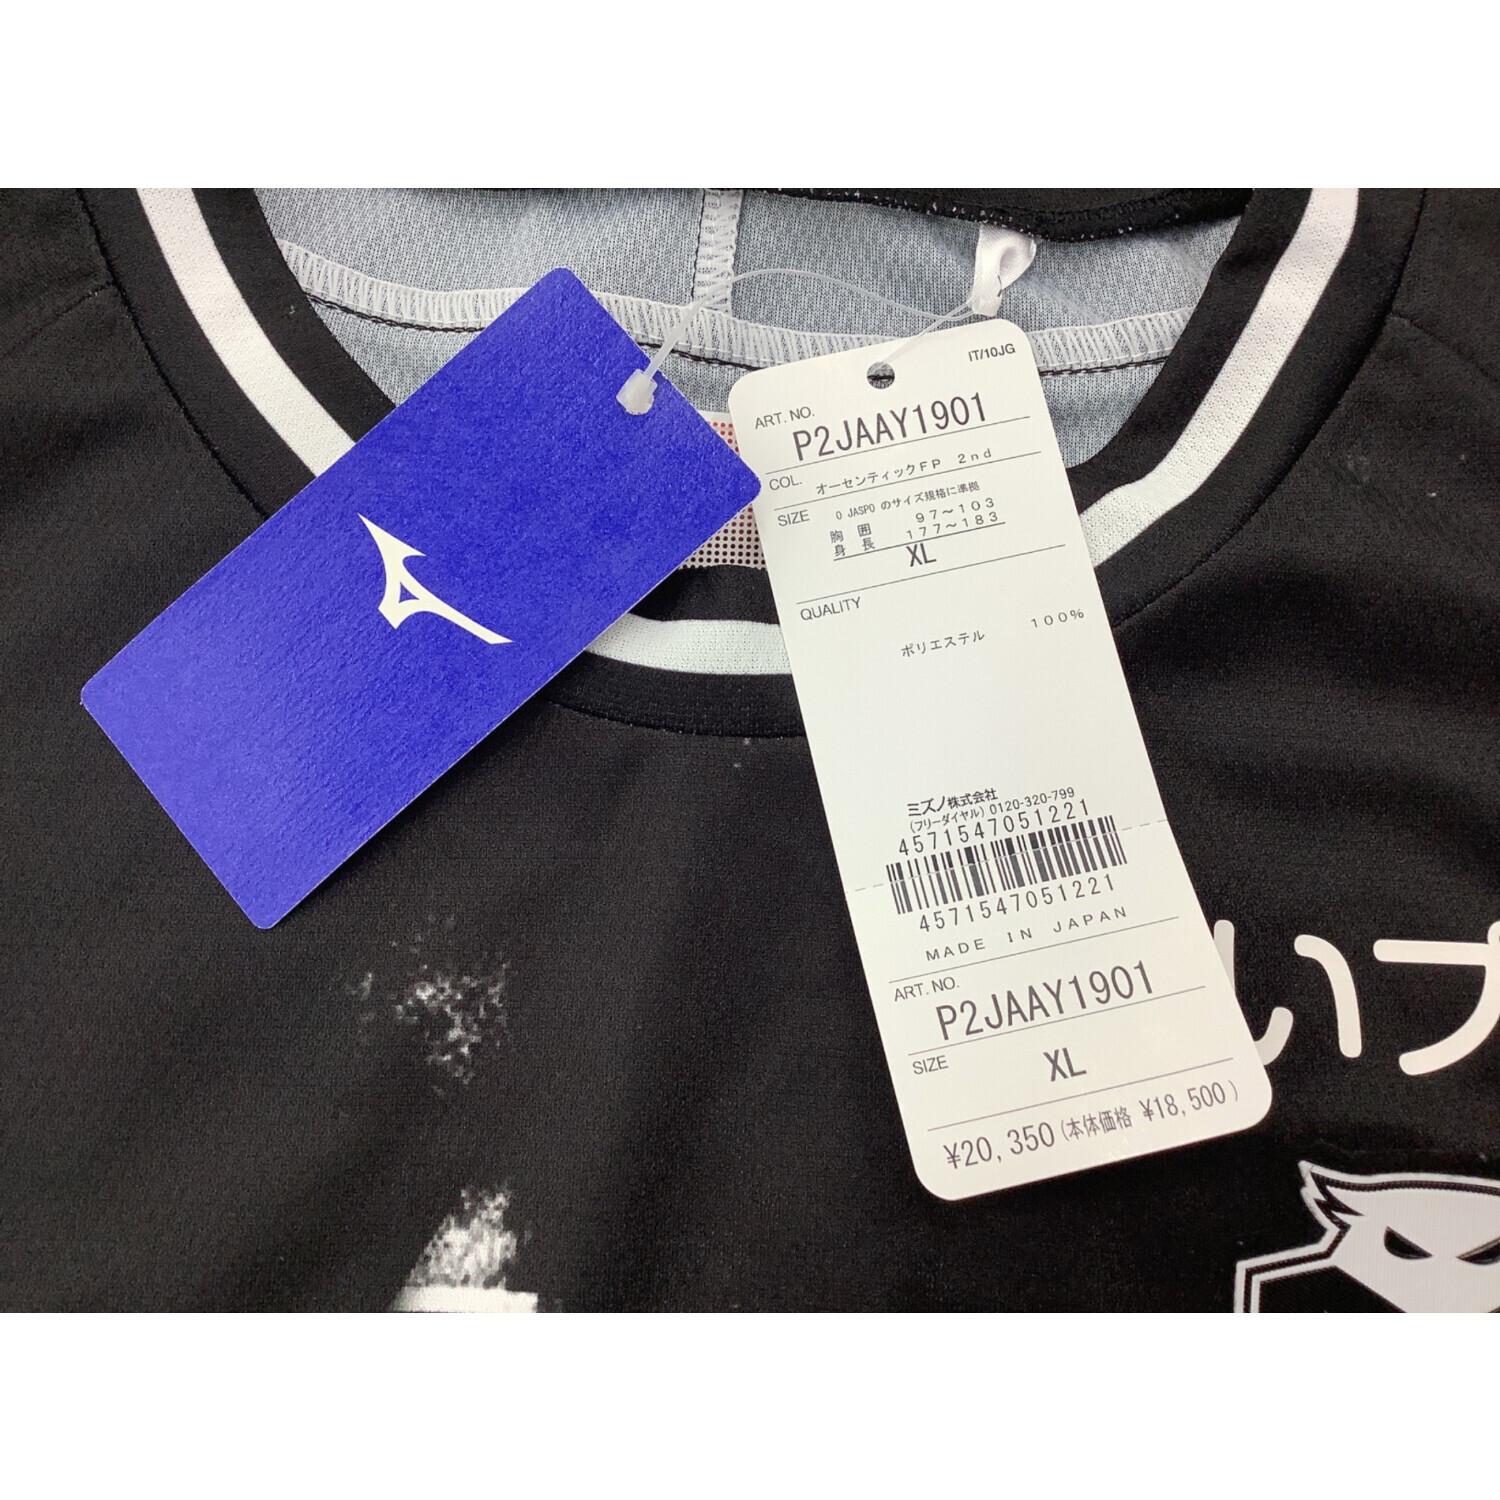 IT/10JG
ART. NO.
P2JAAY1901
COL.
オーセンティックFP 2nd
SIZE
O JASPO のサイズ規格に準拠
胸囲 97～103
身長 177～183
XL
QUALITY
ポリエステル 100%
ミズノ株式会社
(フリーダイヤル) 0120-320-799
4571547051221
4571547051221
MADE IN JAPAN
ART. NO.
P2JAAY1901
SIZE
XL
¥20,350(本体価格 ¥18,500)
いプ